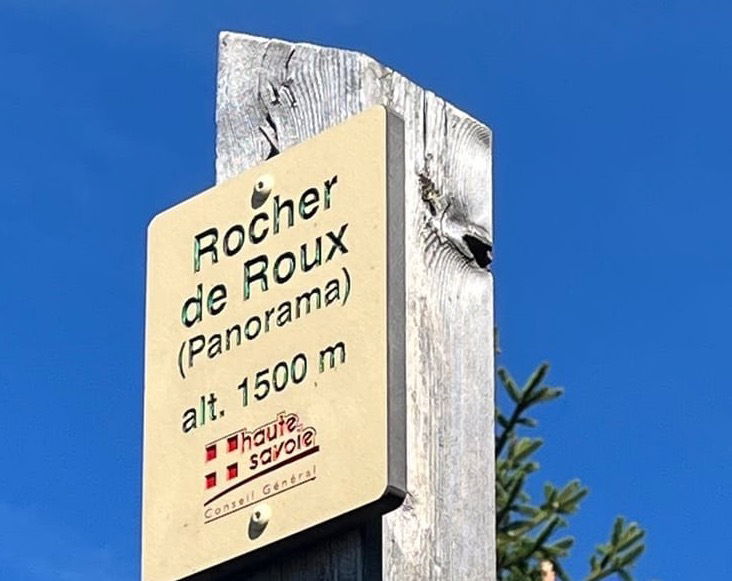 Rocher
de Roux
(Panorama)
alt. 1500 m
haute
savoie
Conseil Général